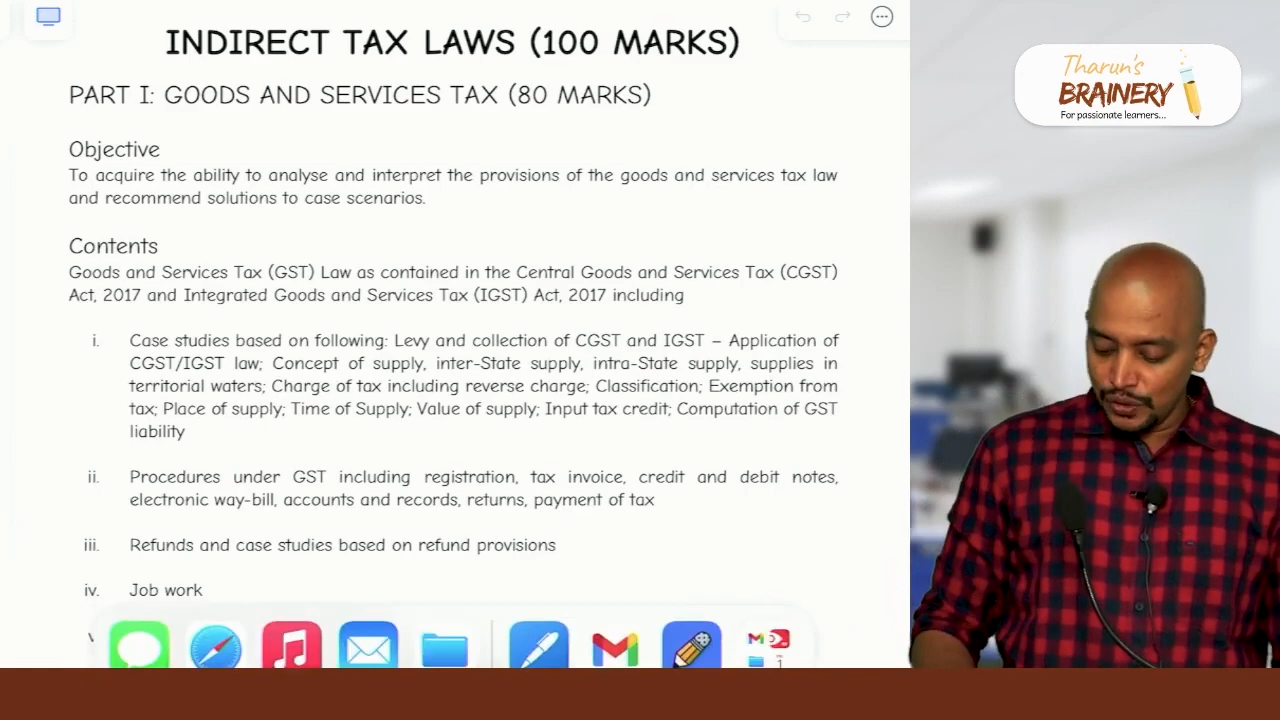 INDIRECT TAX LAWS (100 MARKS)
PART I: GOODS AND SERVICES TAX (80 MARKS)
Objective
To acquire the ability to analyse and interpret the provisions of the goods and services tax law
and recommend solutions to case scenarios.
Contents
Goods and Services Tax (GST) Law as contained in the Central Goods and Services Tax (CGST)
Act, 2017 and Integrated Goods and Services Tax (IGST) Act, 2017 including
i. Case studies based on following: Levy and collection of CGST and IGST – Application of
CGST/IGST law; Concept of supply, inter-State supply, intra-State supply, supplies in
territorial waters; Charge of tax including reverse charge; Classification; Exemption from
tax; Place of supply; Time of Supply; Value of supply; Input tax credit; Computation of GST
liability
ii. Procedures under GST including registration, tax invoice, credit and debit notes,
electronic way-bill, accounts and records, returns, payment of tax
iii. Refunds and case studies based on refund provisions
iv. Job work
Tharun's
BRAINERY
For passionate learners...